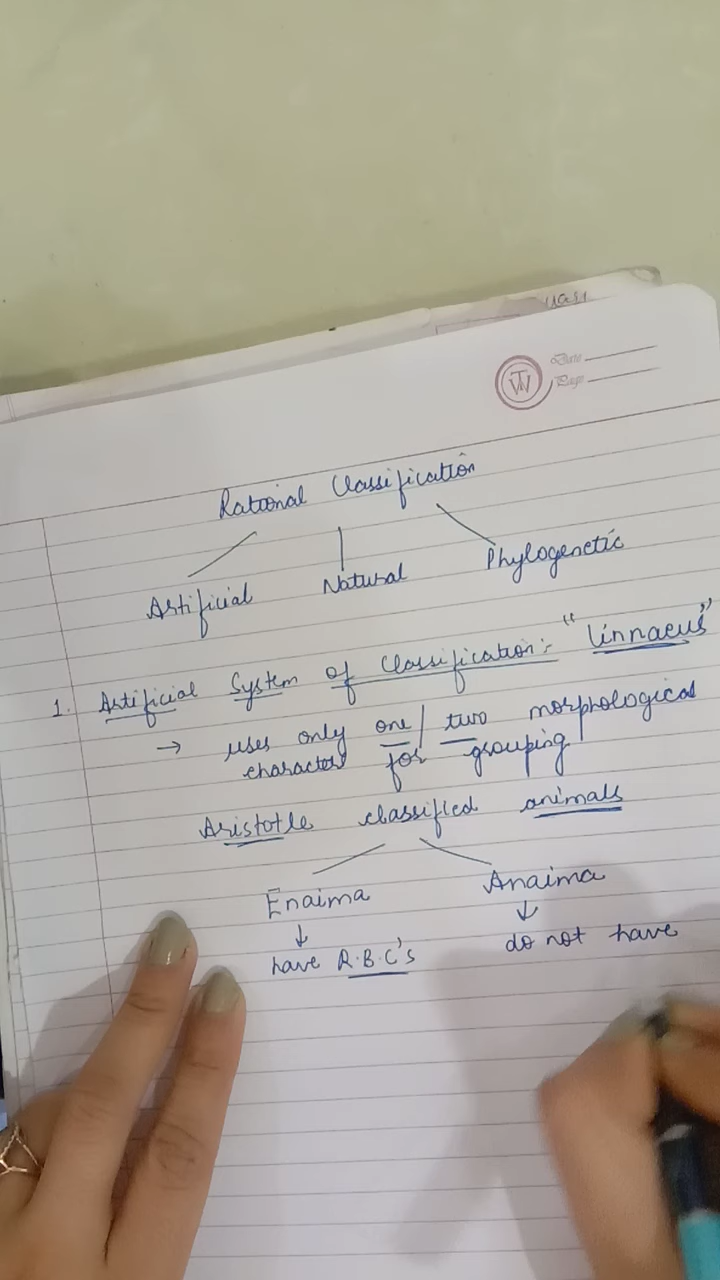 Date
Page
Rational Classification
Artificial Natural Phylogenetic
1. Artificial System of Classification:- "Linnaeus"
→ uses only one/two morphological
character for grouping
Aristotle classified animals
Enaima Anaima
↓ ↓
have R.B.C's do not have